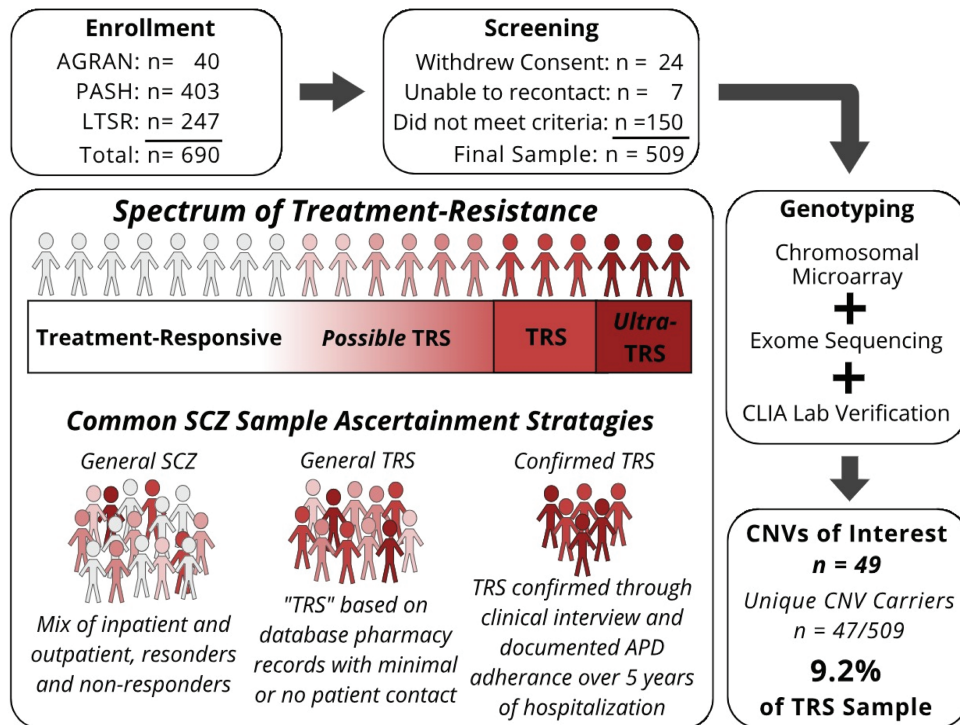 Enrollment
AGRAN: n= 40
PASH: n= 403
LTSR: n= 247
Total: n= 690
Screening
Withdrew Consent: n = 24
Unable to recontact: n = 7
Did not meet criteria: n =150
Final Sample: n = 509
Genotyping
Chromosomal
Microarray
+
Exome Sequencing
+
CLIA Lab Verification
Spectrum of Treatment-Resistance
Treatment-Responsive
Possible TRS
TRS
Ultra-
TRS
Common SCZ Sample Ascertainment Stratagies
General SCZ
Mix of inpatient and
outpatient, resonders
and non-responders
General TRS
"TRS" based on
database pharmacy
records with minimal
or no patient contact
Confirmed TRS
TRS confirmed through
clinical interview and
documented APD
adherance over 5 years
of hospitalization
CNVs of Interest
n = 49
Unique CNV Carriers
n = 47/509
9.2%
of TRS Sample